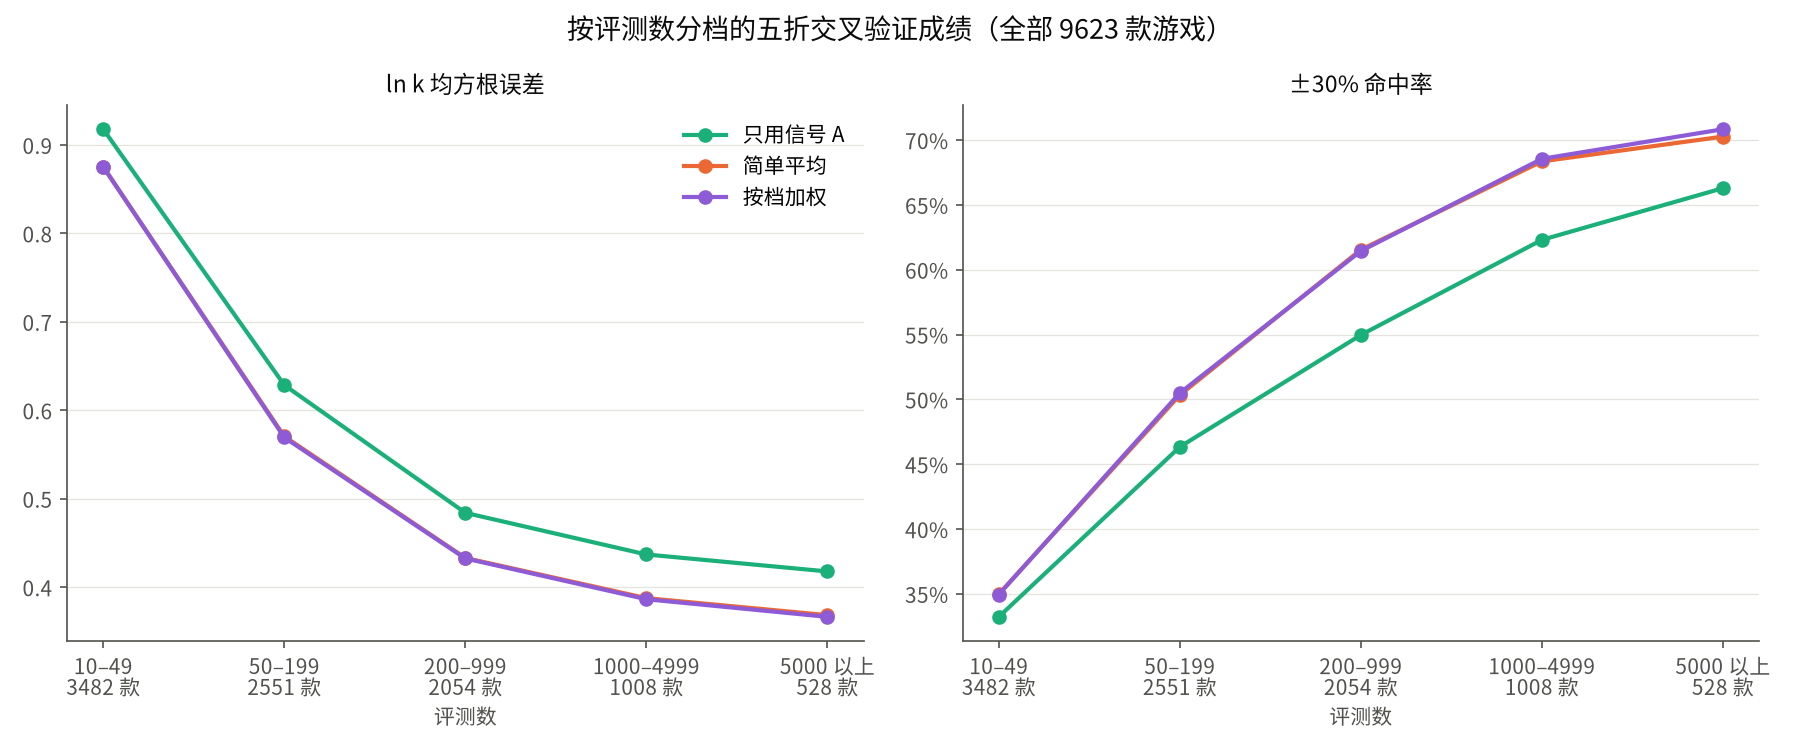 按评测数分档的五折交叉验证成绩（全部 9623 款游戏）
ln k 均方根误差
0.9
0.8
0.7
0.6
0.5
0.4
只用信号 A
简单平均
按档加权
10–49
3482 款
50–199
2551 款
200–999
2054 款
1000–4999
1008 款
5000 以上
528 款
评测数
±30% 命中率
70%
65%
60%
55%
50%
45%
40%
35%
10–49
3482 款
50–199
2551 款
200–999
2054 款
1000–4999
1008 款
5000 以上
528 款
评测数